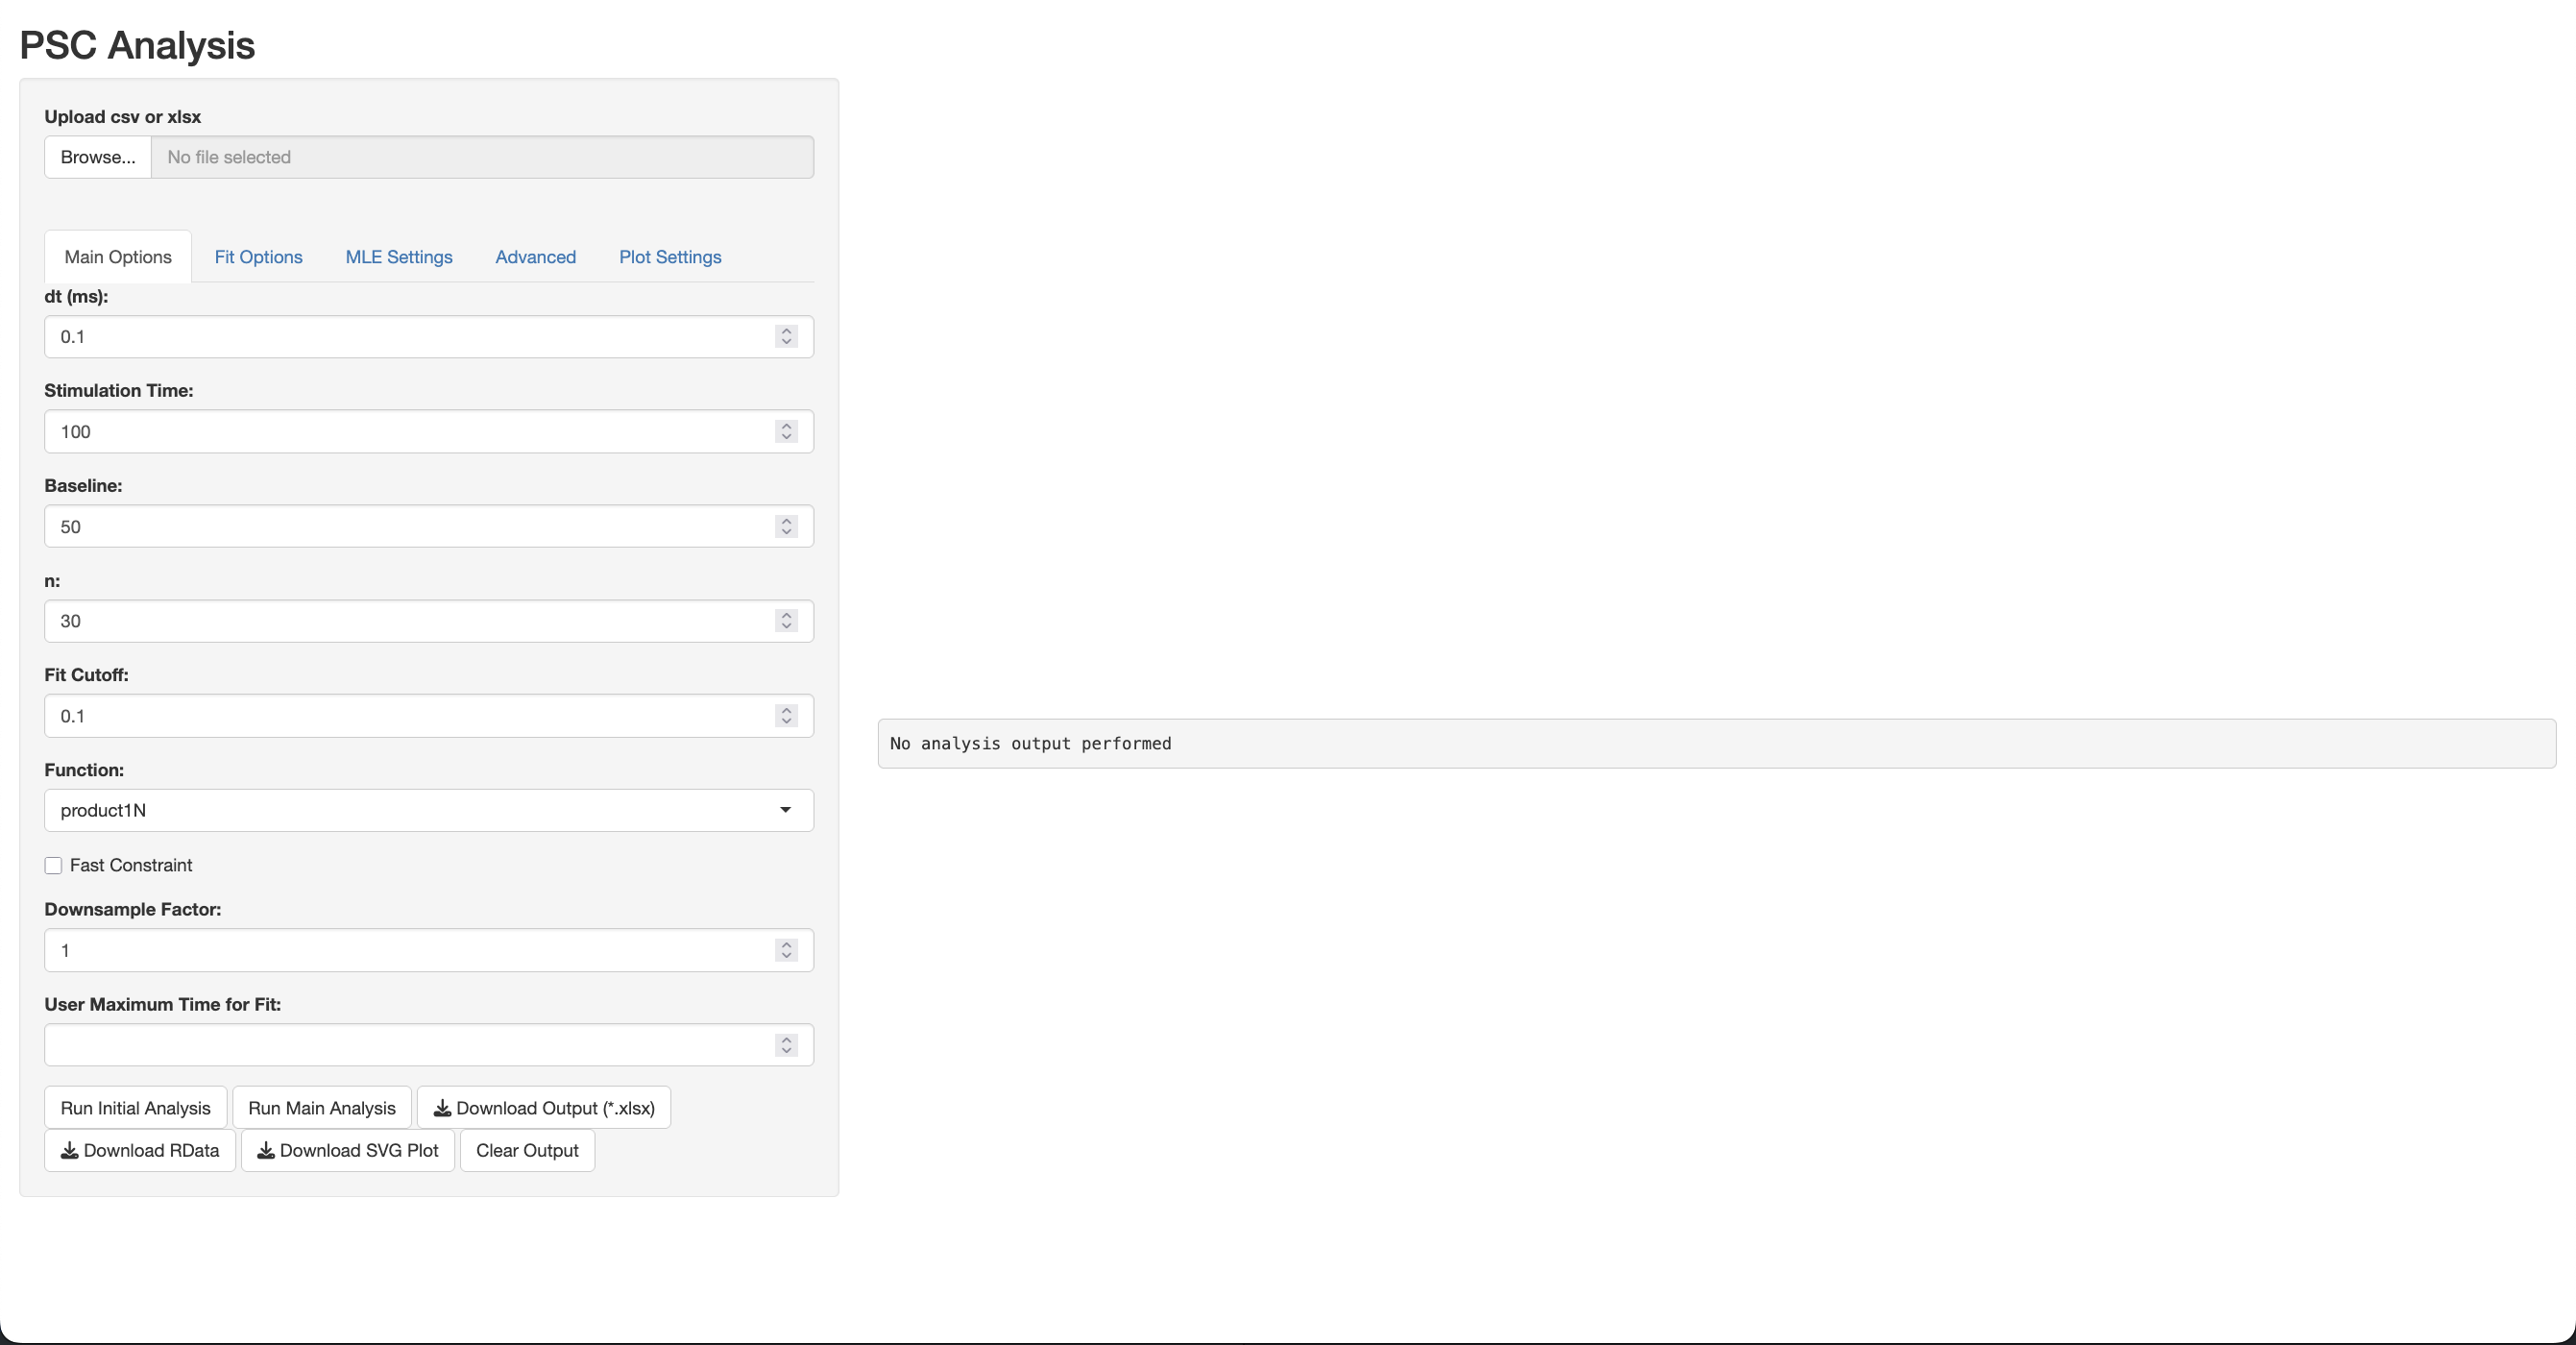 PSC Analysis
Upload csv or xlsx
Browse... No file selected
Main Options Fit Options MLE Settings Advanced Plot Settings
dt (ms):
0.1
Stimulation Time:
100
Baseline:
50
n:
30
Fit Cutoff:
0.1
Function:
product1N
Fast Constraint
Downsample Factor:
1
User Maximum Time for Fit:
Run Initial Analysis Run Main Analysis Download Output (*.xlsx)
Download RData Download SVG Plot Clear Output
No analysis output performed